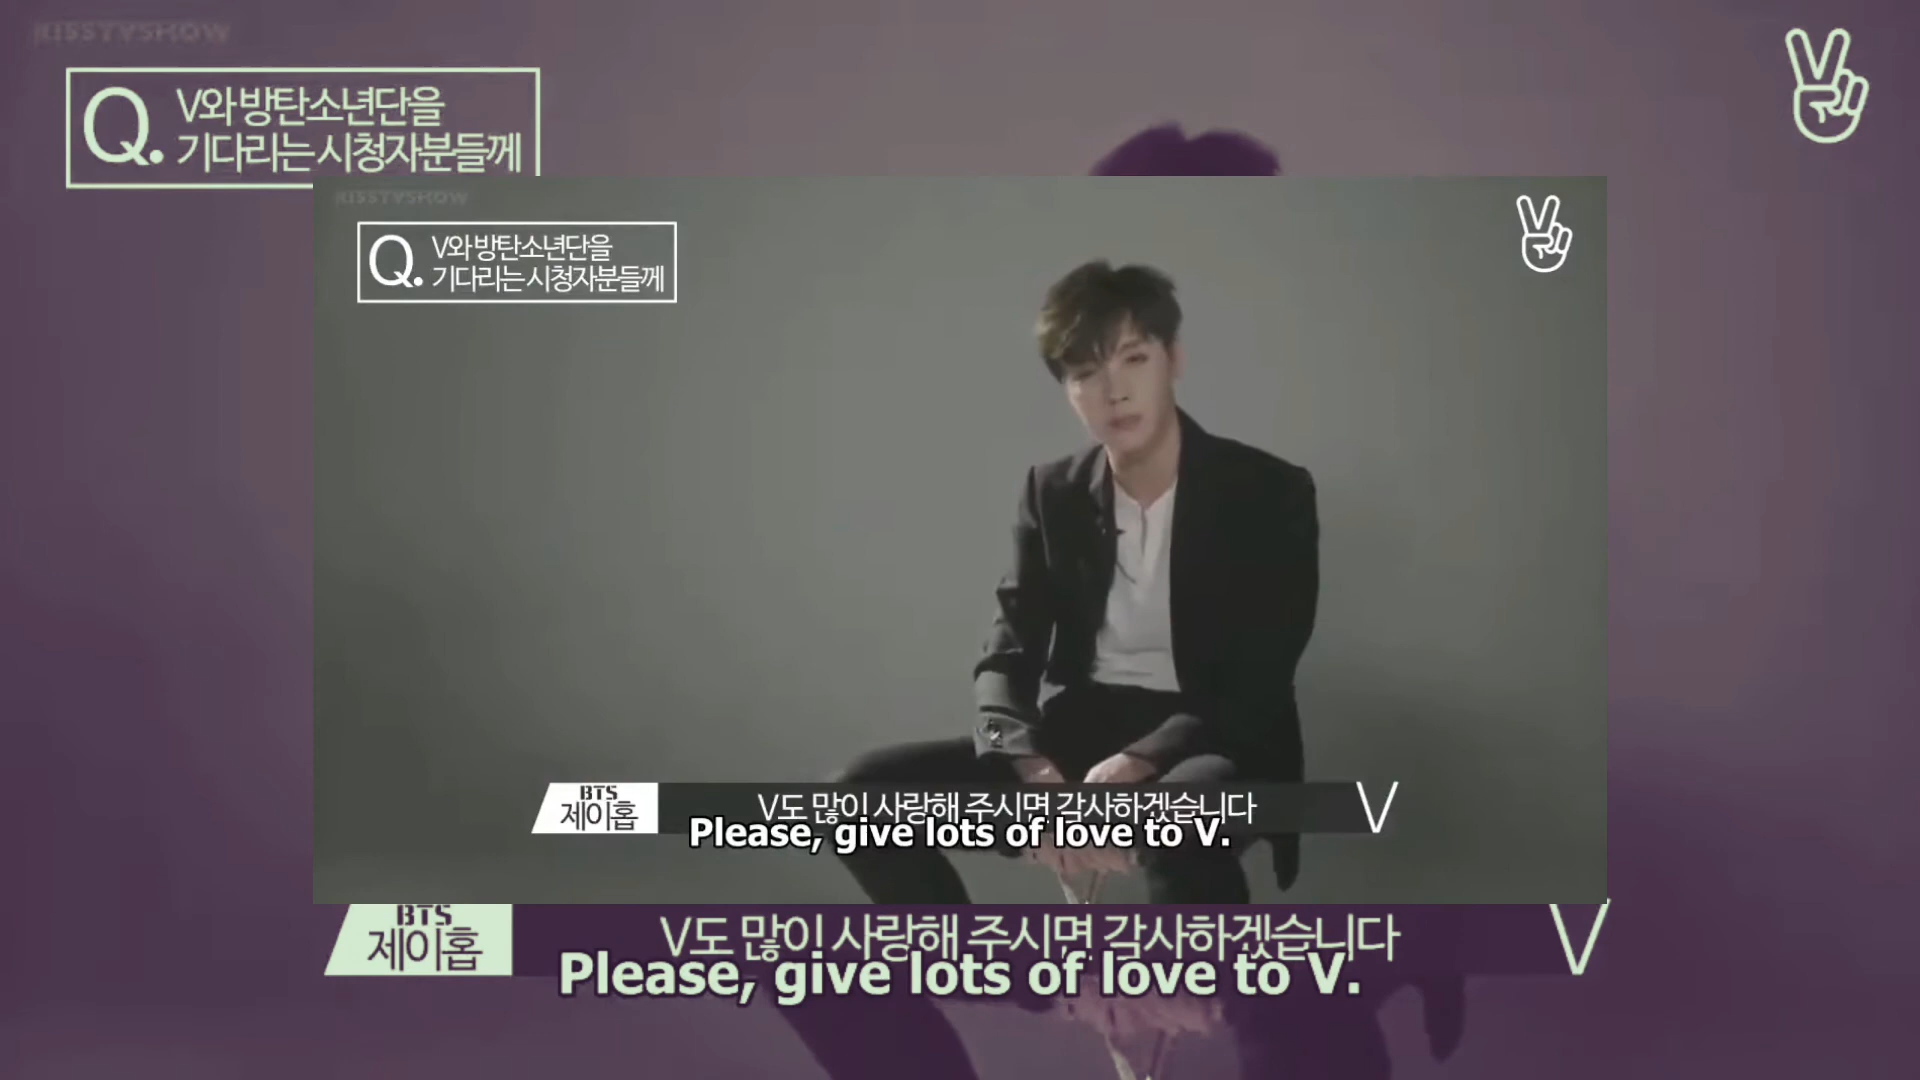 KISSTVSHOW
Q. V와 방탄소년단을
기다리는 시청자분들께
KISSTVSHOW
Q. V와 방탄소년단을
기다리는 시청자분들께
BTS
제이홉
V도 많이 사랑해 주시면 감사하겠습니다
V
Please, give lots of love to V.
BTS
제이홉
V도 많이 사랑해 주시면 감사하겠습니다
V
Please, give lots of love to V.